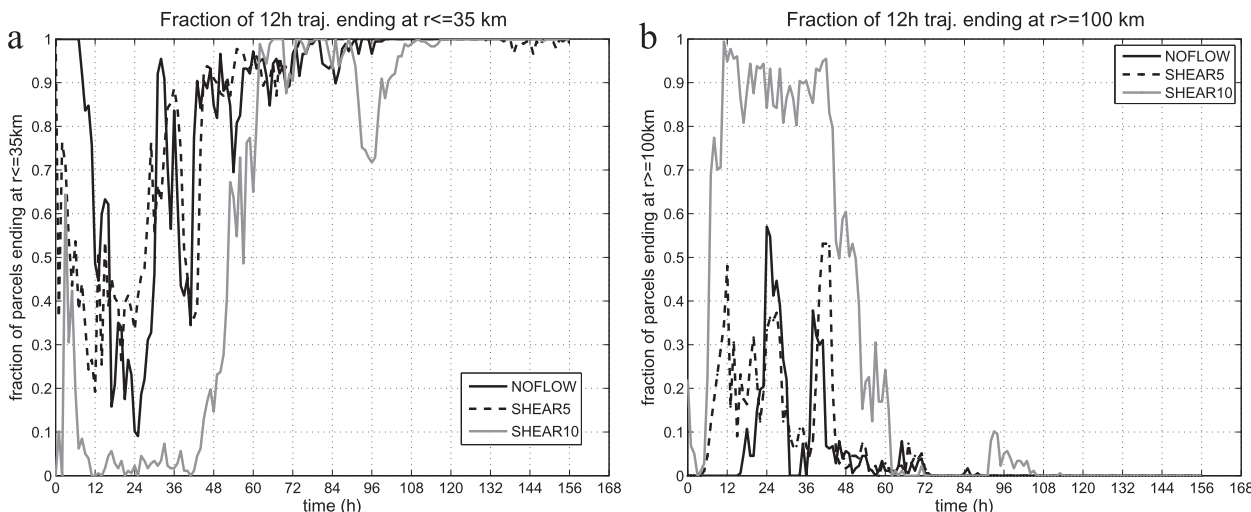 a
Fraction of 12h traj. ending at r<=35 km
fraction of parcels ending at r<=35km
1
0.9
0.8
0.7
0.6
0.5
0.4
0.3
0.2
0.1
0
NOFLOW
SHEAR5
SHEAR10
0 12 24 36 48 60 72 84 96 108 120 132 144 156 168
time (h)
b
Fraction of 12h traj. ending at r>=100 km
fraction of parcels ending at r>=100km
1
0.9
0.8
0.7
0.6
0.5
0.4
0.3
0.2
0.1
0
NOFLOW
SHEAR5
SHEAR10
0 12 24 36 48 60 72 84 96 108 120 132 144 156 168
time (h)